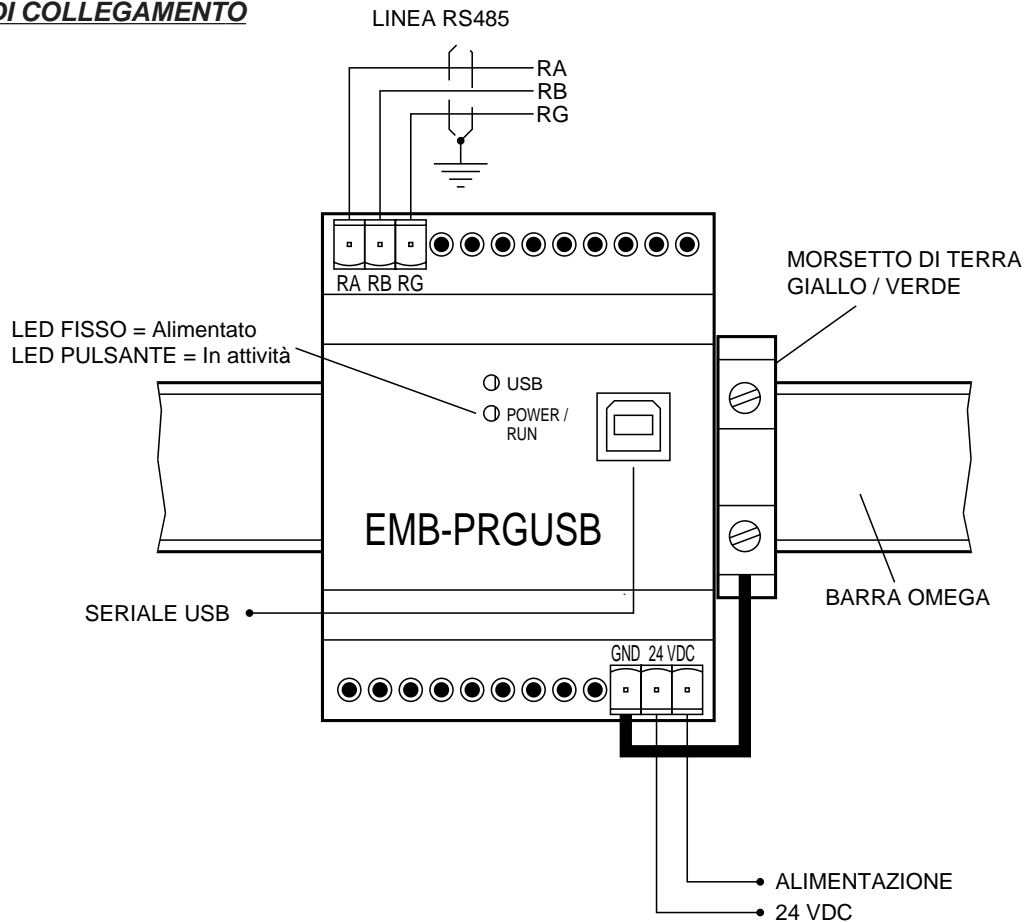 DI COLLEGAMENTO
LINEA RS485
RA
RB
RG
RA RB RG
MORSETTO DI TERRA
GIALLO / VERDE
LED FISSO = Alimentato
LED PULSANTE = In attività
USB
POWER /
RUN
EMB-PRGUSB
BARRA OMEGA
SERIALE USB
GND 24 VDC
ALIMENTAZIONE
24 VDC